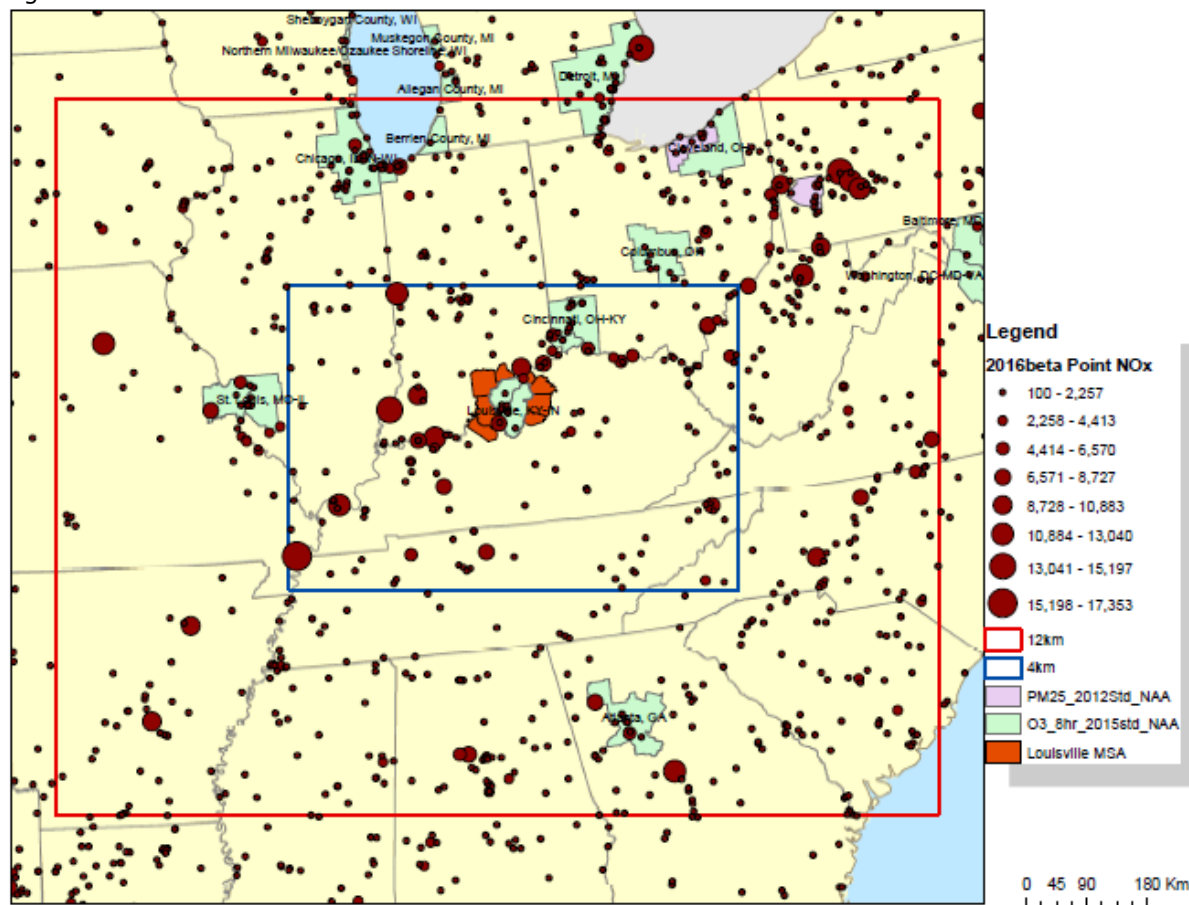 Sheboygan County, WI
Muskegon County, MI
Northern Milwaukee/Ozaukee Shoreline, WI
Detroit, MI
Allegan County, MI
Berrien County, MI
Cleveland, OH
Chicago, IL-IN-WI
Baltimore, MD
Columbus, OH
Washington, DC-MD-VA
Cincinnati, OH-KY
St. Louis, MO-IL
Louisville, KY-IN
Atlanta, GA
Legend
2016beta Point NOx
100 - 2,257
2,258 - 4,413
4,414 - 6,570
6,571 - 8,727
8,728 - 10,883
10,884 - 13,040
13,041 - 15,197
15,198 - 17,353
12km
4km
PM25_2012Std_NAA
O3_8hr_2015std_NAA
Louisville MSA
0 45 90 180 Km